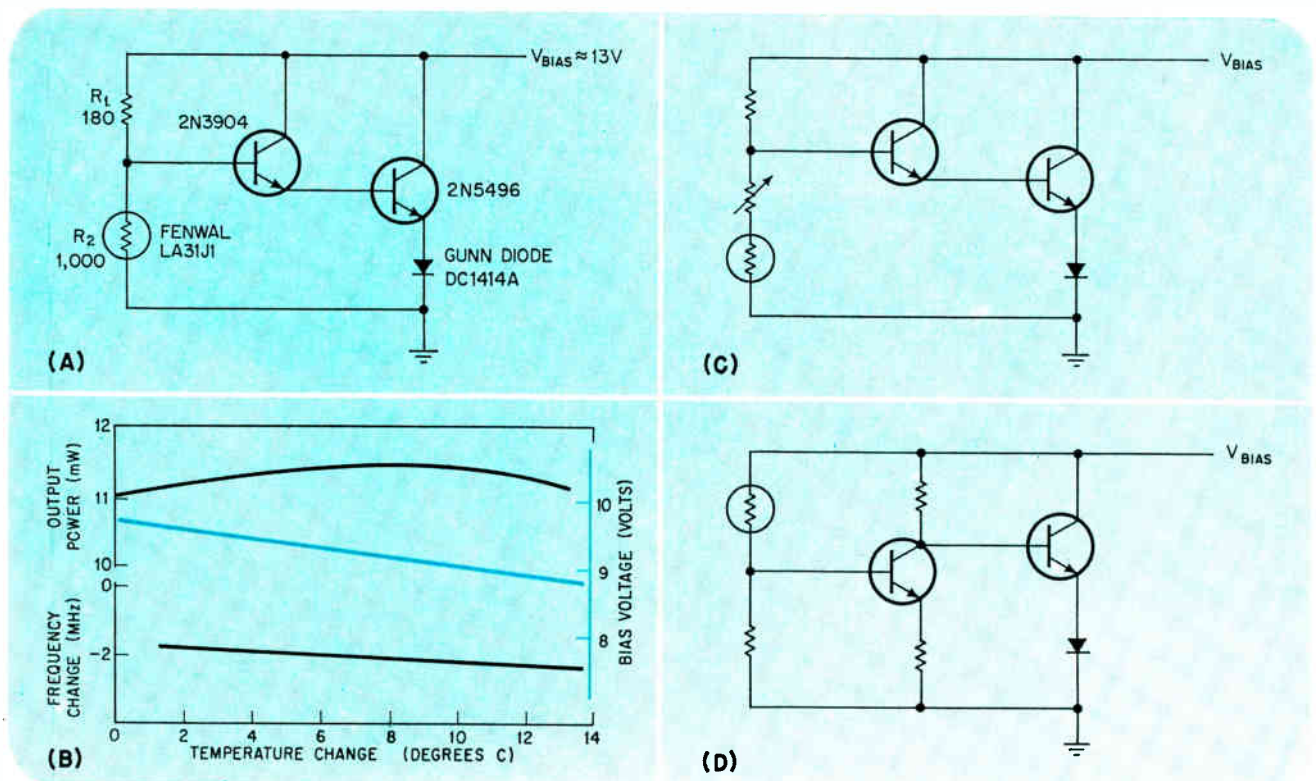 V_BIAS ≈ 13V
R₁
180
2N3904
2N5496
R₂
1,000
FENWAL
LA31J1
GUNN DIODE
DC1414A
(A)
V_BIAS
(C)
12
11
10
0
-2
OUTPUT
POWER (mW)
FREQUENCY
CHANGE (MHz)
10
9
8
BIAS VOLTAGE (VOLTS)
0 2 4 6 8 10 12 14
TEMPERATURE CHANGE (DEGREES C)
(B)
V_BIAS
(D)